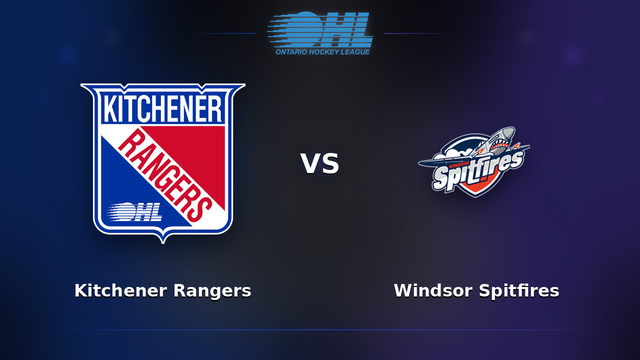 OHL
ONTARIO HOCKEY LEAGUE
KITCHENER
RANGERS
OHL
VS
Spitfires
Kitchener Rangers
Windsor Spitfires